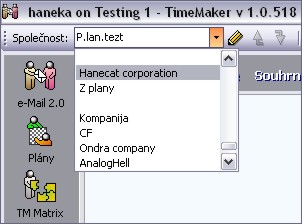 haneka on Testing 1 - TimeMaker v 1.0.518
Společnost: P.lan.tezt
Hanecat corporation
Z plany
Kompanija
CF
Ondra company
AnalogHell
e-Mail 2.0
Plány
TM Matrix
Souhrn